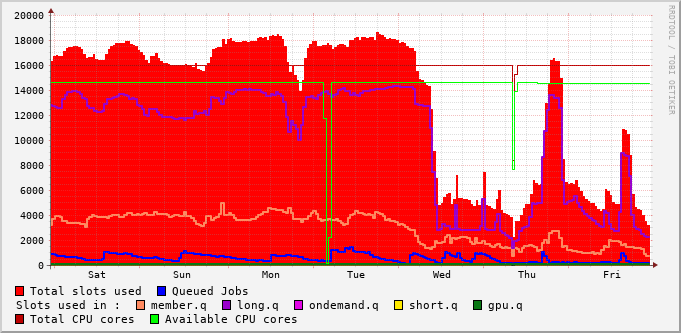 20000
18000
16000
14000
12000
10000
8000
6000
4000
2000
0
Sat Sun Mon Tue Wed Thu Fri
Total slots used Queued Jobs
Slots used in : member.q long.q ondemand.q short.q gpu.q
Total CPU cores Available CPU cores
RRDTOOL / TOBI OETIKER